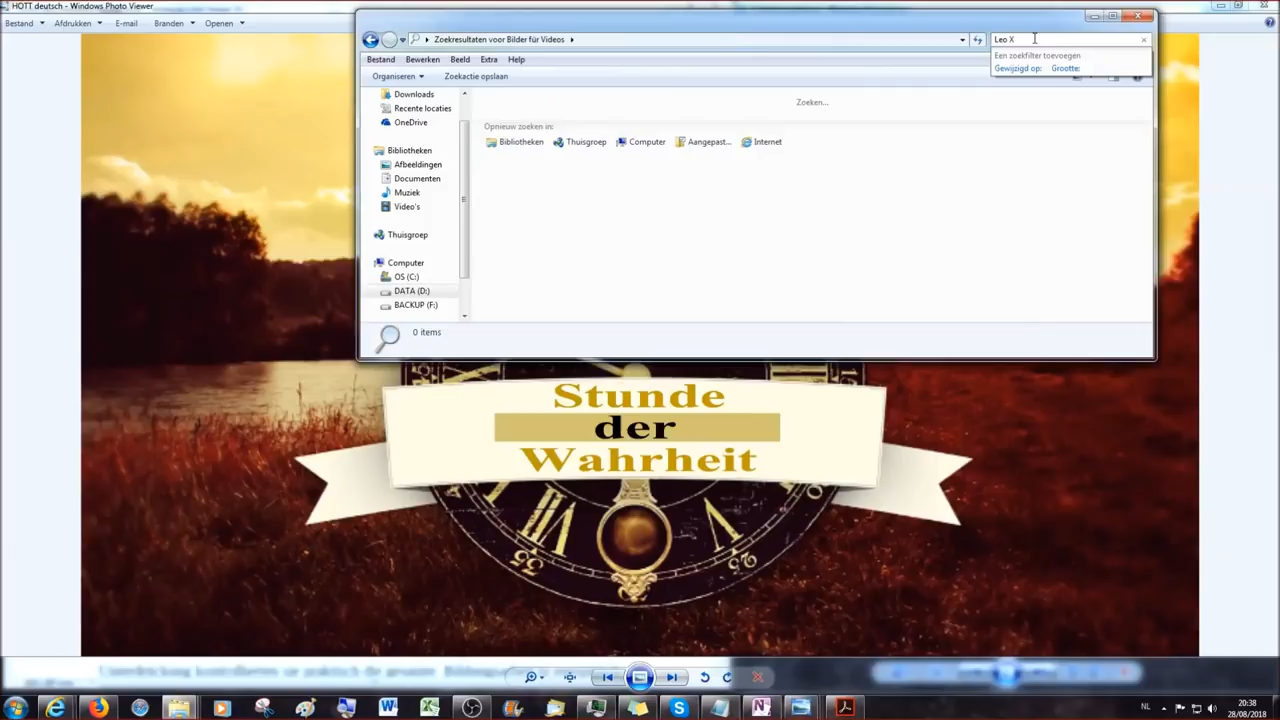 HOTT deutsch - Windows Photo Viewer
Bestand Afdrukken E-mail Branden Openen
Zoekresultaten voor Bilder für Videos
Leo X
Een zoekfilter toevoegen
Gewijzigd op: Grootte:
Bestand Bewerken Beeld Extra Help
Organiseren Zoekactie opslaan
Downloads
Recente locaties
OneDrive
Bibliotheken
Afbeeldingen
Documenten
Muziek
Video's
Thuisgroep
Computer
OS (C:)
DATA (D:)
BACKUP (F:)
Zoeken...
Opnieuw zoeken in:
Bibliotheken Thuisgroep Computer Aangepast... Internet
0 items
Stunde
der
Wahrheit
NL
20:38
28/08/2018